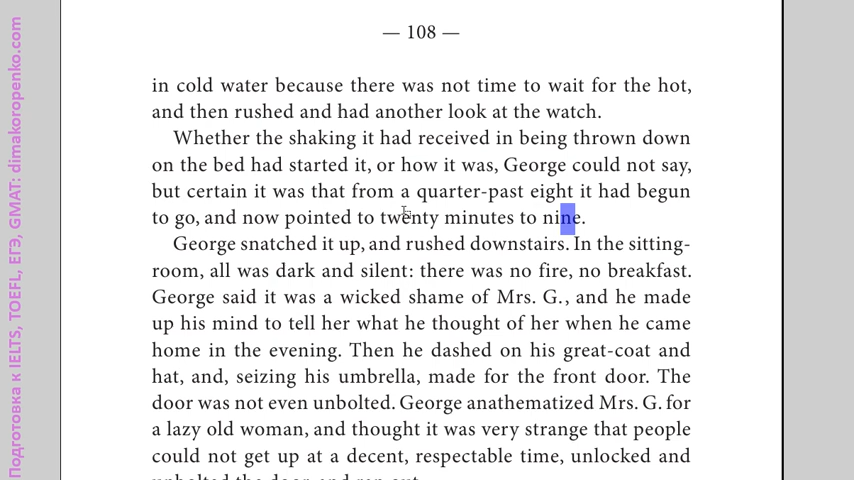 Подготовка к IELTS, TOEFL, ЕГЭ, GMAT: dimakoropenko.com
— 108 —
in cold water because there was not time to wait for the hot,
and then rushed and had another look at the watch.
Whether the shaking it had received in being thrown down
on the bed had started it, or how it was, George could not say,
but certain it was that from a quarter-past eight it had begun
to go, and now pointed to twenty minutes to nine.
George snatched it up, and rushed downstairs. In the sitting-
room, all was dark and silent: there was no fire, no breakfast.
George said it was a wicked shame of Mrs. G., and he made
up his mind to tell her what he thought of her when he came
home in the evening. Then he dashed on his great-coat and
hat, and, seizing his umbrella, made for the front door. The
door was not even unbolted. George anathematized Mrs. G. for
a lazy old woman, and thought it was very strange that people
could not get up at a decent, respectable time, unlocked and
unbolted the door, and ran out.